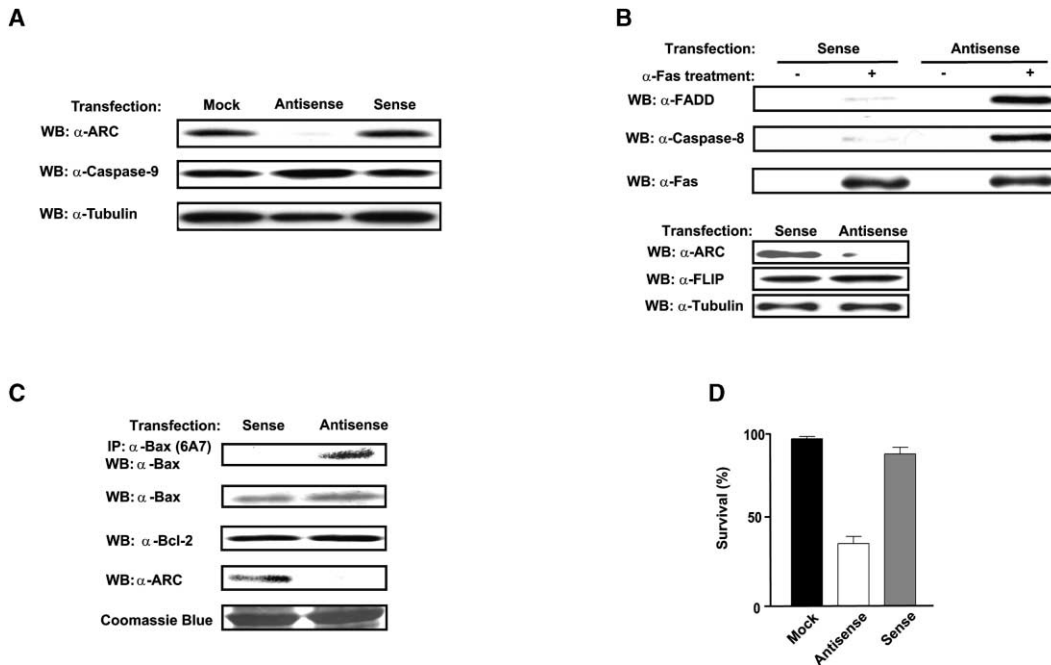 A
Transfection: Mock Antisense Sense
WB: α-ARC
WB: α-Caspase-9
WB: α-Tubulin
B
Transfection: Sense Antisense
α-Fas treatment: - + - +
WB: α-FADD
WB: α-Caspase-8
WB: α-Fas
Transfection: Sense Antisense
WB: α-ARC
WB: α-FLIP
WB: α-Tubulin
C
Transfection: Sense Antisense
IP: α-Bax (6A7)
WB: α-Bax
WB: α-Bax
WB: α-Bcl-2
WB: α-ARC
Coomassie Blue
D
Survival (%)
100
50
0
Mock
Antisense
Sense